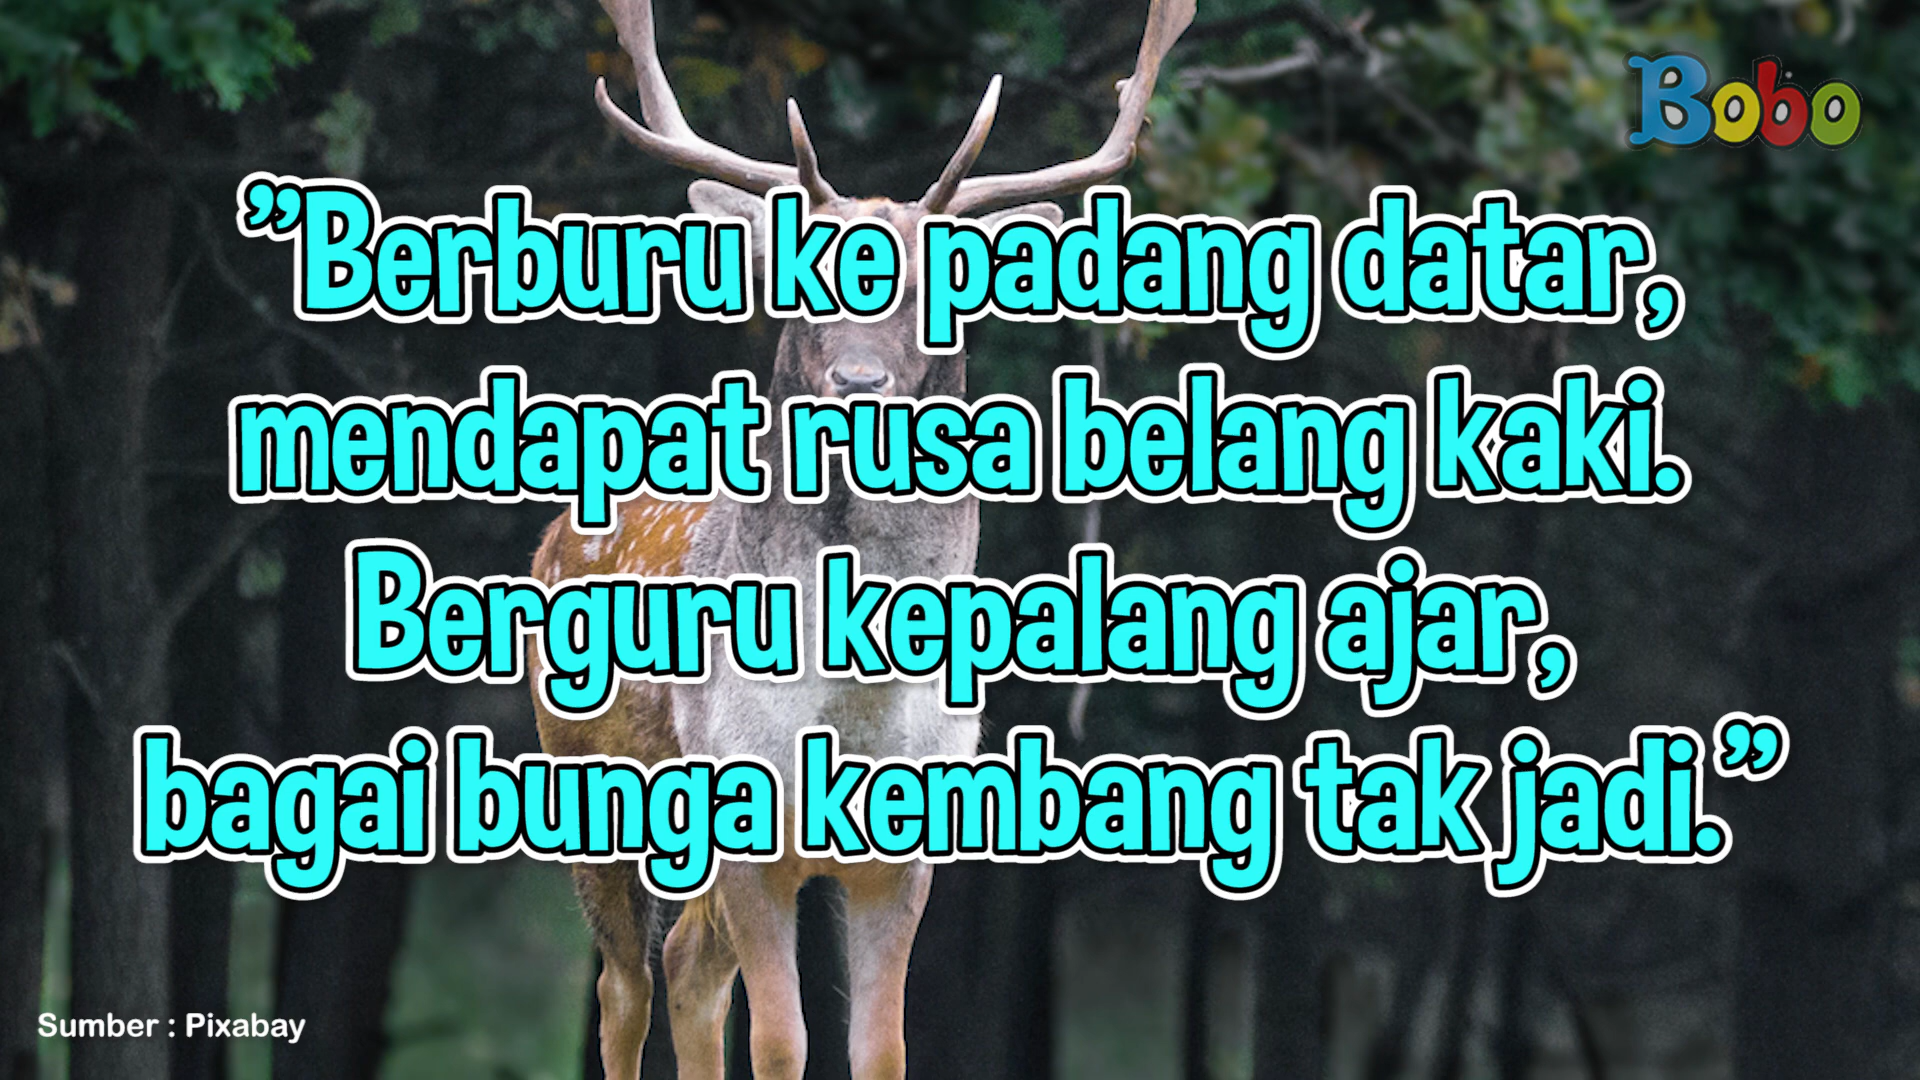 Bobo
”Berburu ke padang datar,
mendapat rusa belang kaki.
Berguru kepalang ajar,
bagai bunga kembang tak jadi.”
Sumber : Pixabay